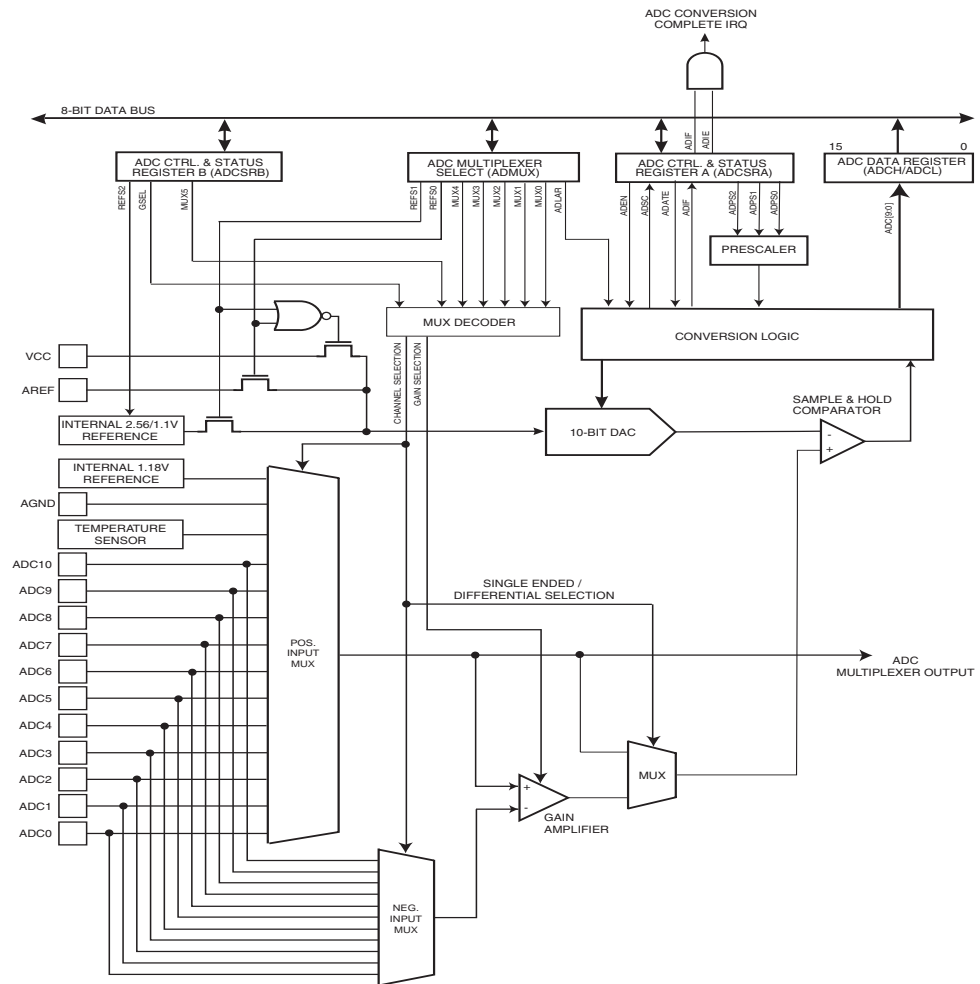 ADC CONVERSION
COMPLETE IRQ
8-BIT DATA BUS
ADIF
ADIE
15
0
ADC CTRL. & STATUS
REGISTER B (ADCSRB)
ADC MULTIPLEXER
SELECT (ADMUX)
ADC CTRL. & STATUS
REGISTER A (ADCSRA)
ADC DATA REGISTER
(ADCH/ADCL)
REFS2
GSEL
MUX5
REFS1
REFS0
MUX4
MUX3
MUX2
MUX1
MUX0
ADLAR
ADEN
ADSC
ADATE
ADIF
ADPS2
ADPS1
ADPS0
ADC[9:0]
PRESCALER
MUX DECODER
CONVERSION LOGIC
VCC
AREF
CHANNEL SELECTION
GAIN SELECTION
INTERNAL 2.56/1.1V
REFERENCE
10-BIT DAC
SAMPLE & HOLD
COMPARATOR
-
+
INTERNAL 1.18V
REFERENCE
AGND
TEMPERATURE
SENSOR
ADC10
ADC9
ADC8
ADC7
ADC6
ADC5
ADC4
ADC3
ADC2
ADC1
ADC0
POS.
INPUT
MUX
SINGLE ENDED /
DIFFERENTIAL SELECTION
ADC
MULTIPLEXER OUTPUT
MUX
+
-
GAIN
AMPLIFIER
NEG.
INPUT
MUX